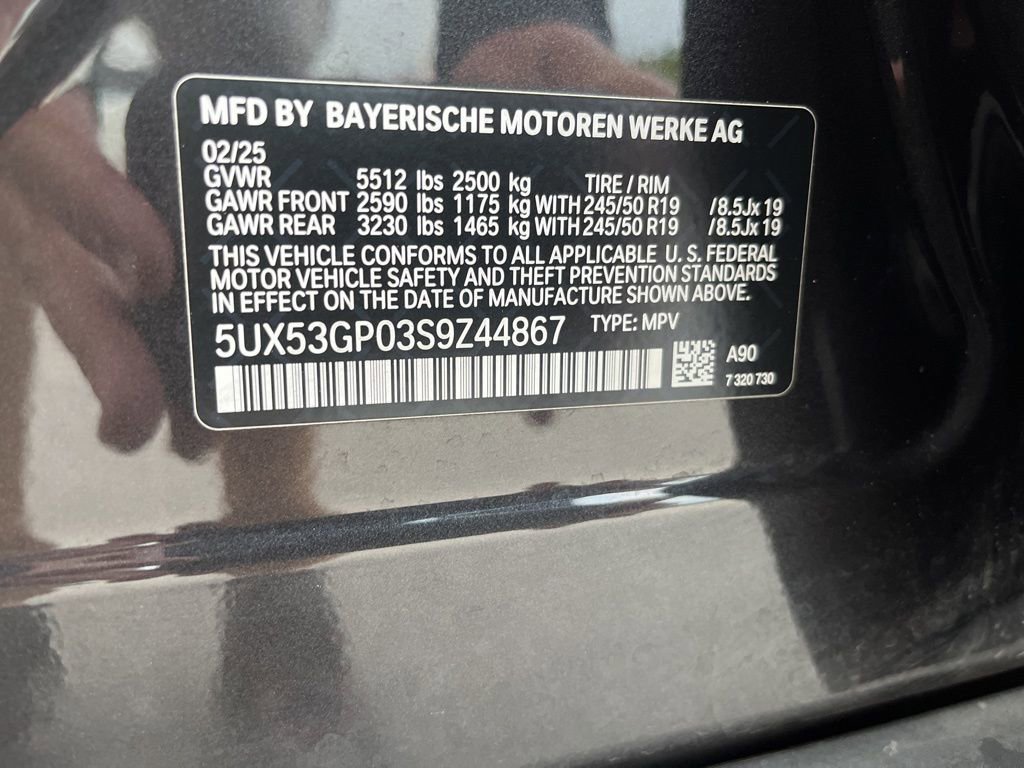 MFD BY BAYERISCHE MOTOREN WERKE AG
02/25
GVWR 5512 lbs 2500 kg TIRE / RIM
GAWR FRONT 2590 lbs 1175 kg WITH 245/50 R19 /8.5Jx19
GAWR REAR 3230 lbs 1465 kg WITH 245/50 R19 /8.5Jx19
THIS VEHICLE CONFORMS TO ALL APPLICABLE U. S. FEDERAL
MOTOR VEHICLE SAFETY AND THEFT PREVENTION STANDARDS
IN EFFECT ON THE DATE OF MANUFACTURE SHOWN ABOVE.
5UX53GP03S9Z44867 TYPE: MPV
A90
7 320 730